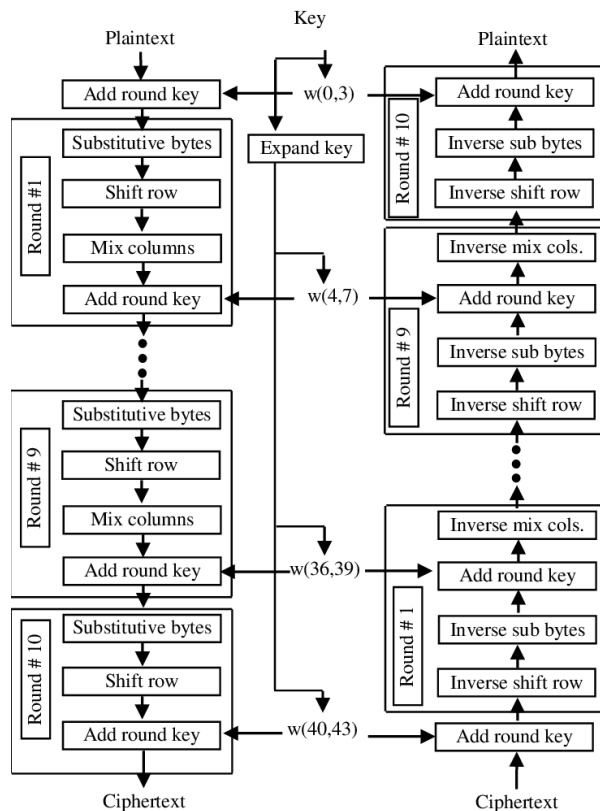 Key
Plaintext
Add round key
Round #1
Substitutive bytes
Shift row
Mix columns
Add round key
Round # 9
Substitutive bytes
Shift row
Mix columns
Add round key
Round # 10
Substitutive bytes
Shift row
Add round key
Ciphertext
w(0,3)
Expand key
w(4,7)
w(36,39)
w(40,43)
Plaintext
Round # 10
Add round key
Inverse sub bytes
Inverse shift row
Round # 9
Inverse mix cols.
Add round key
Inverse sub bytes
Inverse shift row
Round # 1
Inverse mix cols.
Add round key
Inverse sub bytes
Inverse shift row
Add round key
Ciphertext